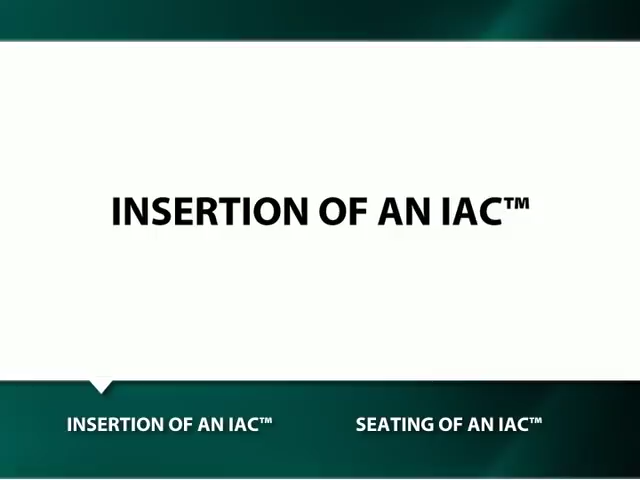 INSERTION OF AN IAC™
INSERTION OF AN IAC™
SEATING OF AN IAC™